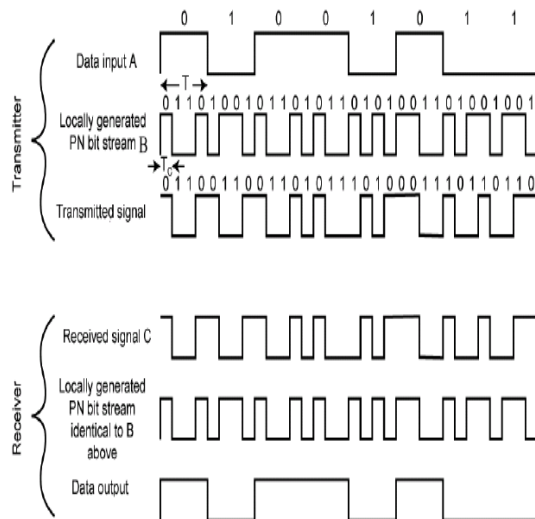 0 1 0 0 1 0 1 1
Data input A
T
0 1 1 0 1 0 0 1 0 1 1 0 1 0 1 1 0 1 0 1 0 0 1 1 0 1 0 0 1 0 0 1
Locally generated
PN bit stream B
Tc
0 1 1 0 0 1 1 0 0 1 1 0 1 0 1 1 1 0 1 0 0 0 1 1 1 0 1 1 0 1 1 0
Transmitted signal
Transmitter
Received signal C
Locally generated
PN bit stream
identical to B
above
Data output
Receiver